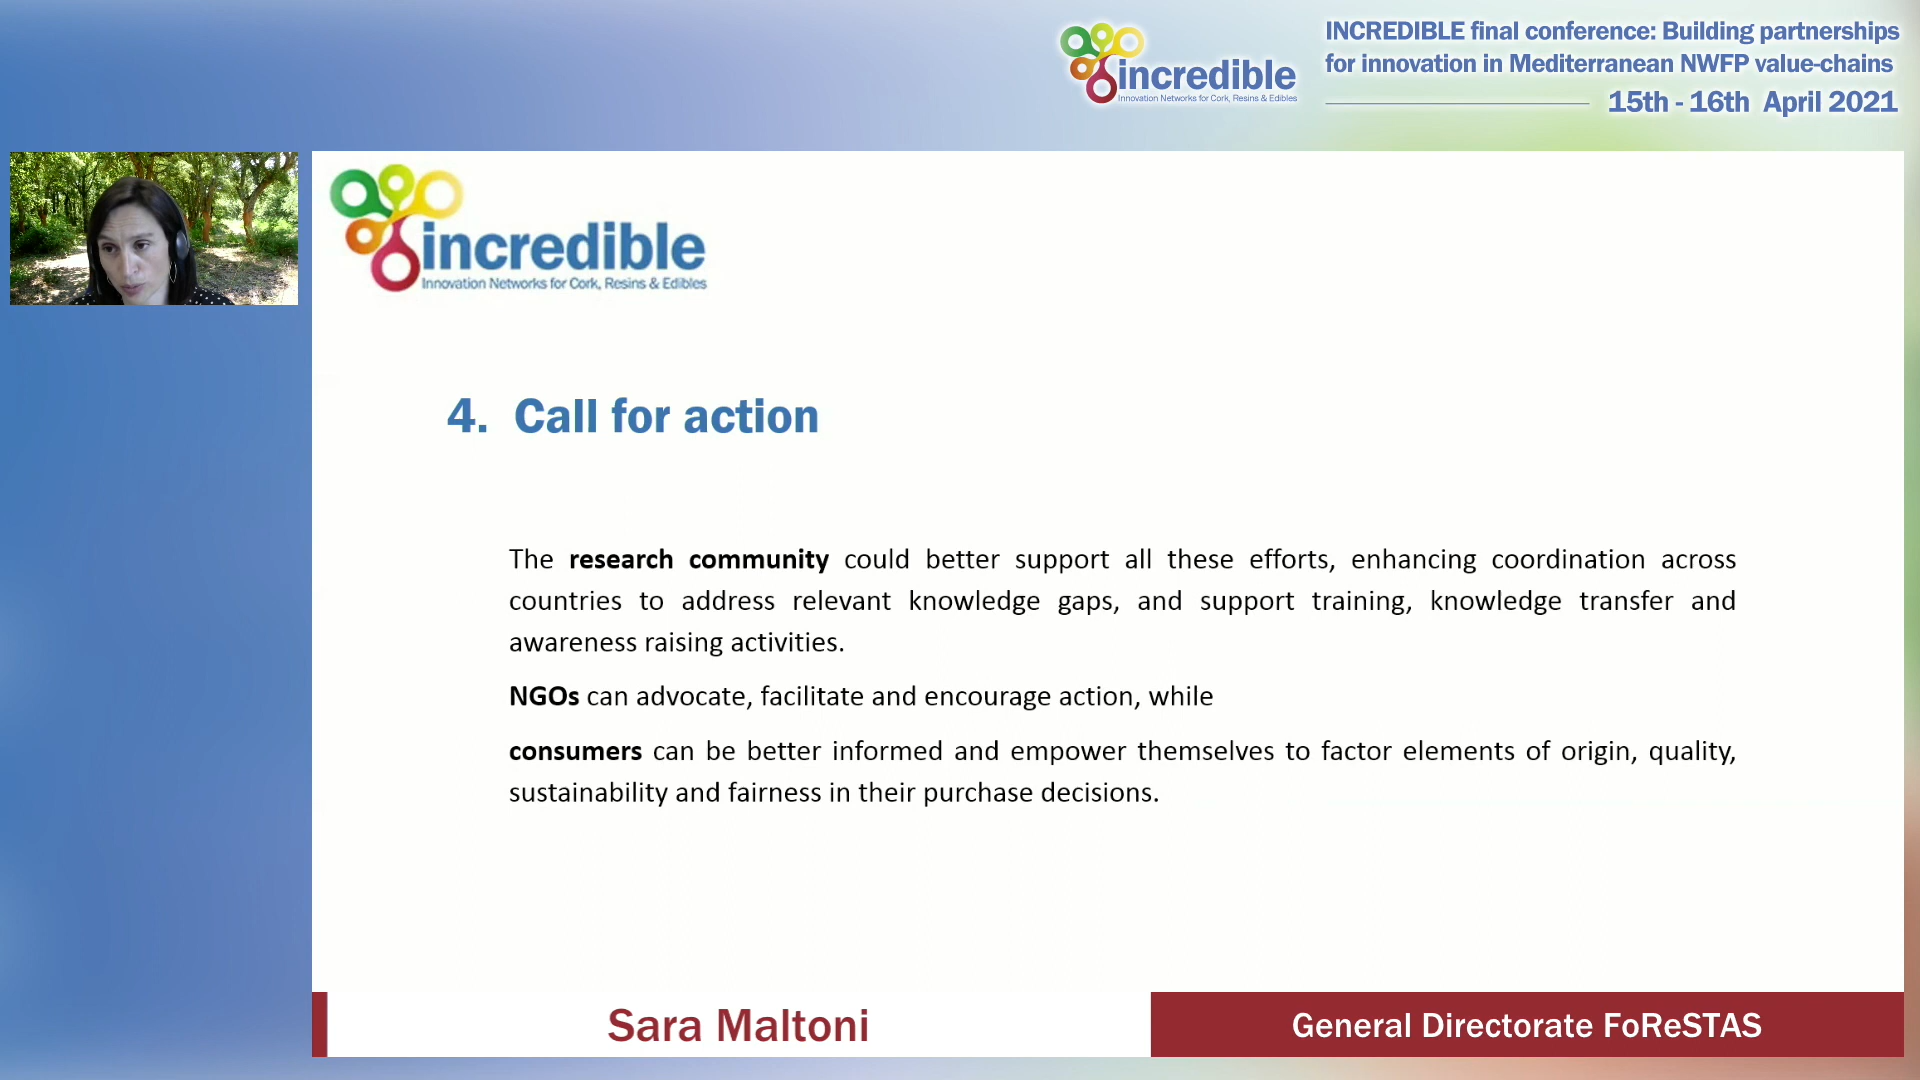 incredible
Innovation Networks for Cork, Resins & Edibles
INCREDIBLE final conference: Building partnerships
for innovation in Mediterranean NWFP value-chains
15th - 16th April 2021
incredible
Innovation Networks for Cork, Resins & Edibles
4. Call for action
The research community could better support all these efforts, enhancing coordination across
countries to address relevant knowledge gaps, and support training, knowledge transfer and
awareness raising activities.
NGOs can advocate, facilitate and encourage action, while
consumers can be better informed and empower themselves to factor elements of origin, quality,
sustainability and fairness in their purchase decisions.
Sara Maltoni
General Directorate FoReSTAS